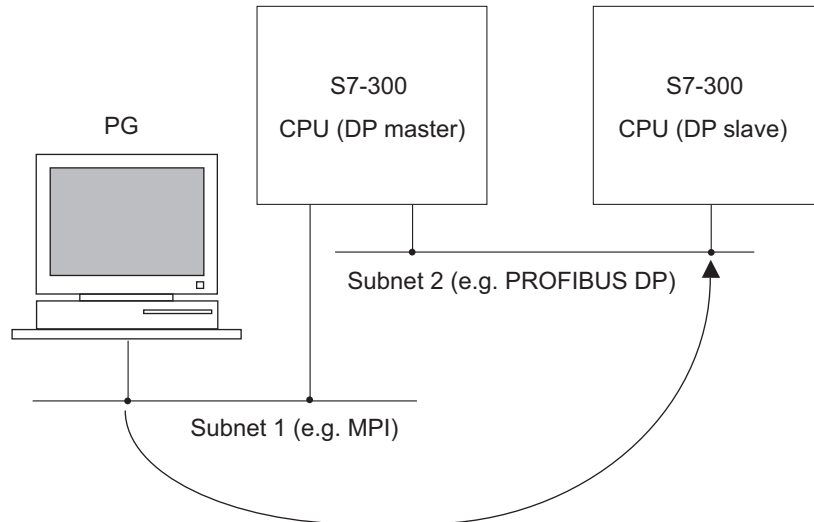 S7-300
CPU (DP master)
S7-300
CPU (DP slave)
PG
Subnet 2 (e.g. PROFIBUS DP)
Subnet 1 (e.g. MPI)